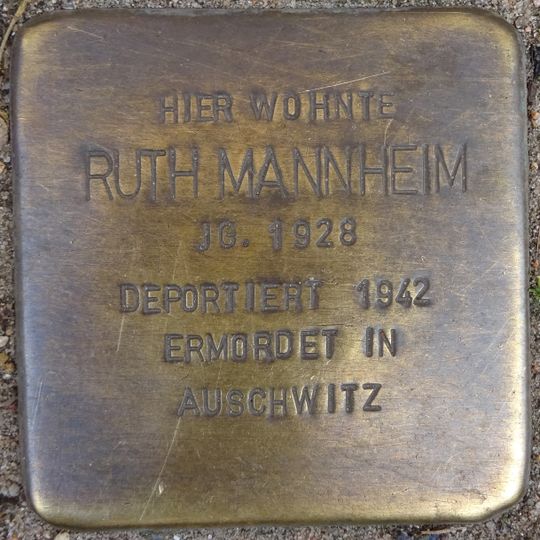 HIER WOHNTE
RUTH MANNHEIM
JG. 1928
DEPORTIERT 1942
ERMORDET IN
AUSCHWITZ